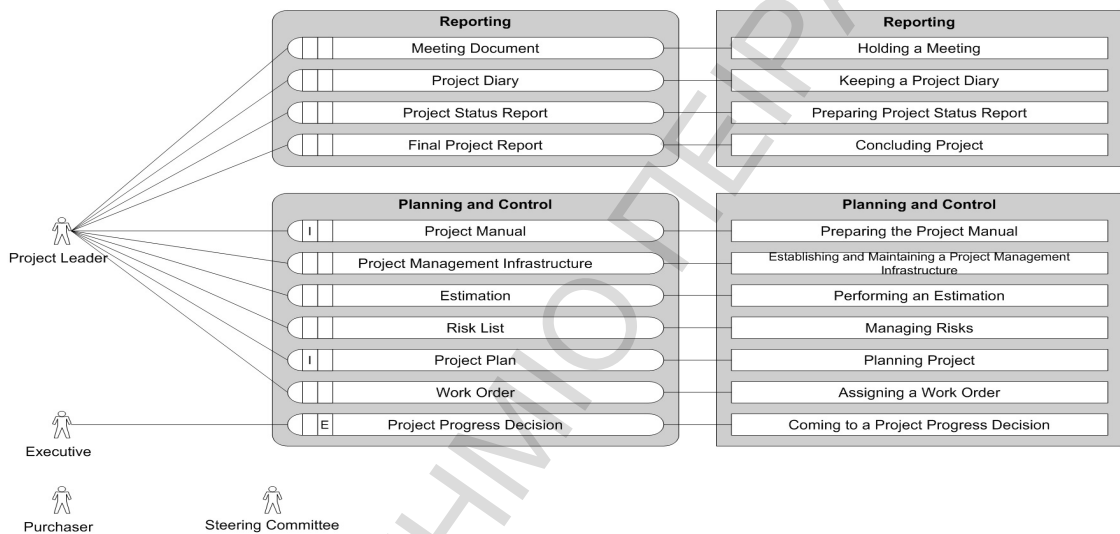 Reporting
Reporting
Meeting Document
Holding a Meeting
Project Diary
Keeping a Project Diary
Project Status Report
Preparing Project Status Report
Final Project Report
Concluding Project
Planning and Control
Planning and Control
I
Project Manual
Preparing the Project Manual
Project Leader
Project Management Infrastructure
Establishing and Maintaining a Project Management
Infrastructure
Estimation
Performing an Estimation
Risk List
Managing Risks
I
Project Plan
Planning Project
Work Order
Assigning a Work Order
E
Project Progress Decision
Coming to a Project Progress Decision
Executive
Purchaser
Steering Committee